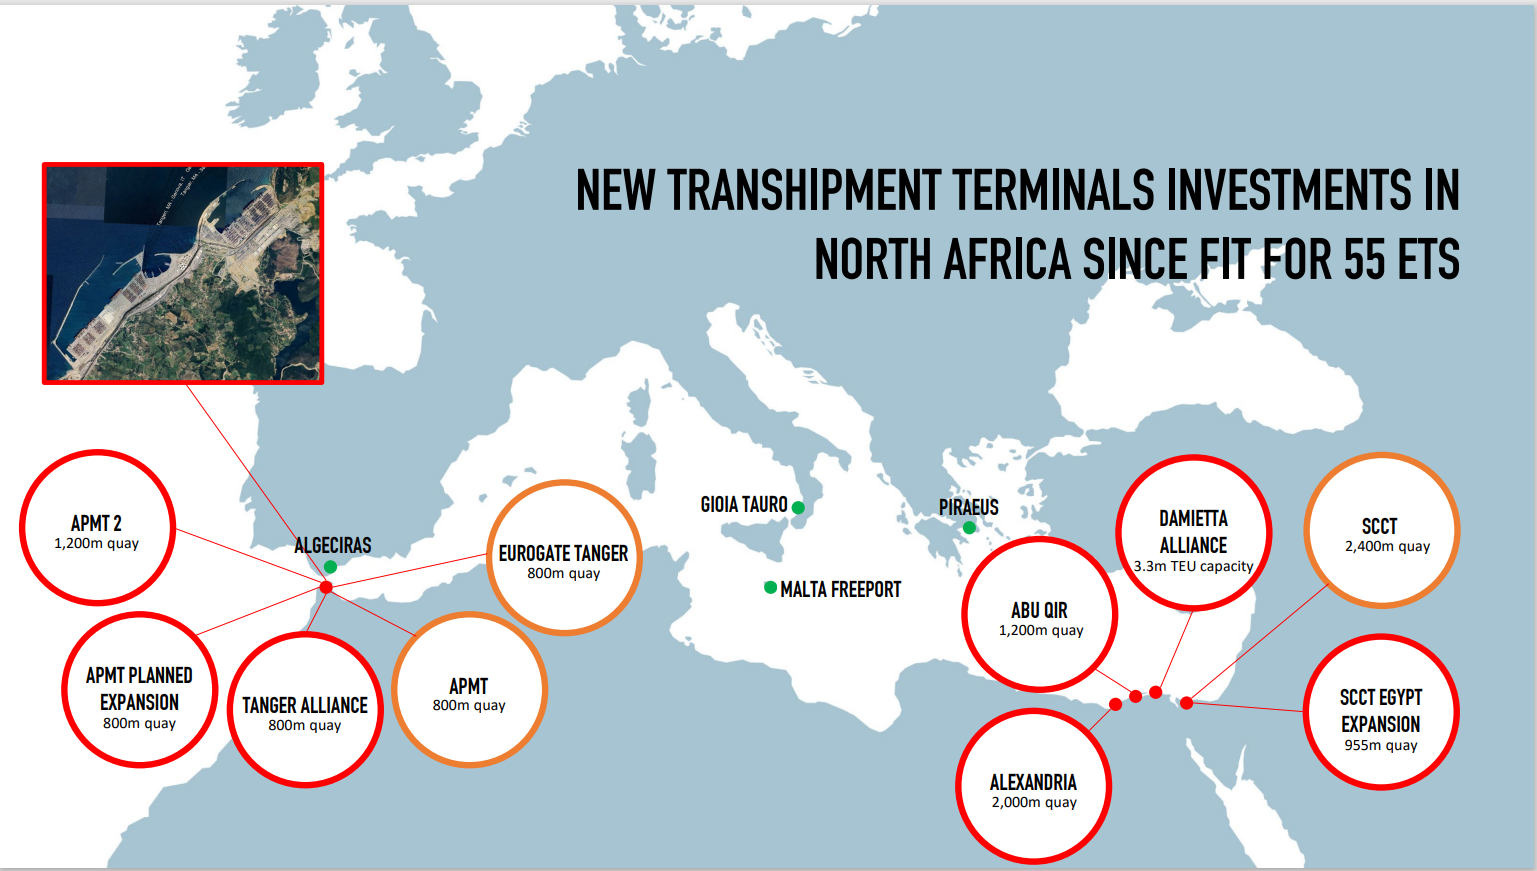 NEW TRANSHIPMENT TERMINALS INVESTMENTS IN
NORTH AFRICA SINCE FIT FOR 55 ETS
APMT 2
1,200m quay
ALGECIRAS
EUROGATE TANGER
800m quay
APMT PLANNED
EXPANSION
800m quay
TANGER ALLIANCE
800m quay
APMT
800m quay
GIOIA TAURO
MALTA FREEPORT
PIRAEUS
ABU QIR
1,200m quay
DAMIETTA
ALLIANCE
3.3m TEU capacity
SCCT
2,400m quay
ALEXANDRIA
2,000m quay
SCCT EGYPT
EXPANSION
955m quay